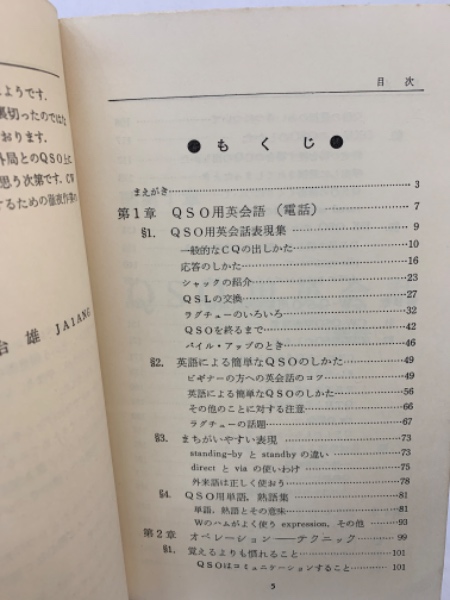 ようです.
裏切ったのではな
おります.
外局とのQSO上に
思う次第です. CW
するための徹夜作業の
治 雄 JA1ANG
目 次
●もくじ●
まえがき 3
第1章 QSO用英会話（電話） 7
§1. QSO用英会話表現集 9
一般的なCQの出しかた 10
応答のしかた 16
シャックの紹介 23
QSLの交換 27
ラグチューのいろいろ 32
QSOを終るまで 42
パイル・アップのとき 46
§2. 英語による簡単なQSOのしかた 49
ビギナーの方への英会話のコツ 49
英語による簡単なQSOのしかた 56
その他のことに対する注意 66
ラグチューの話題 67
§3. まちがいやすい表現 73
standing-by と standby の違い 73
direct と via の使いわけ 75
外来語は正しく使おう 78
§4. QSO用単語, 熟語集 81
単語, 熟語とその意味 81
Wのハムがよく使う expression, その他 93
第2章 オペレーション——テクニック 99
§1. 覚えるよりも慣れること 101
QSOはコミュニケーションすること 101
5